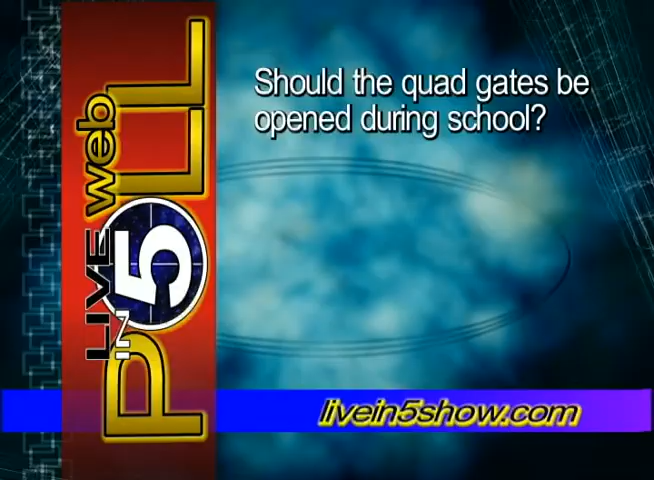 Should the quad gates be
opened during school?
LIVE IN 5
web
POLL
livein5show.com